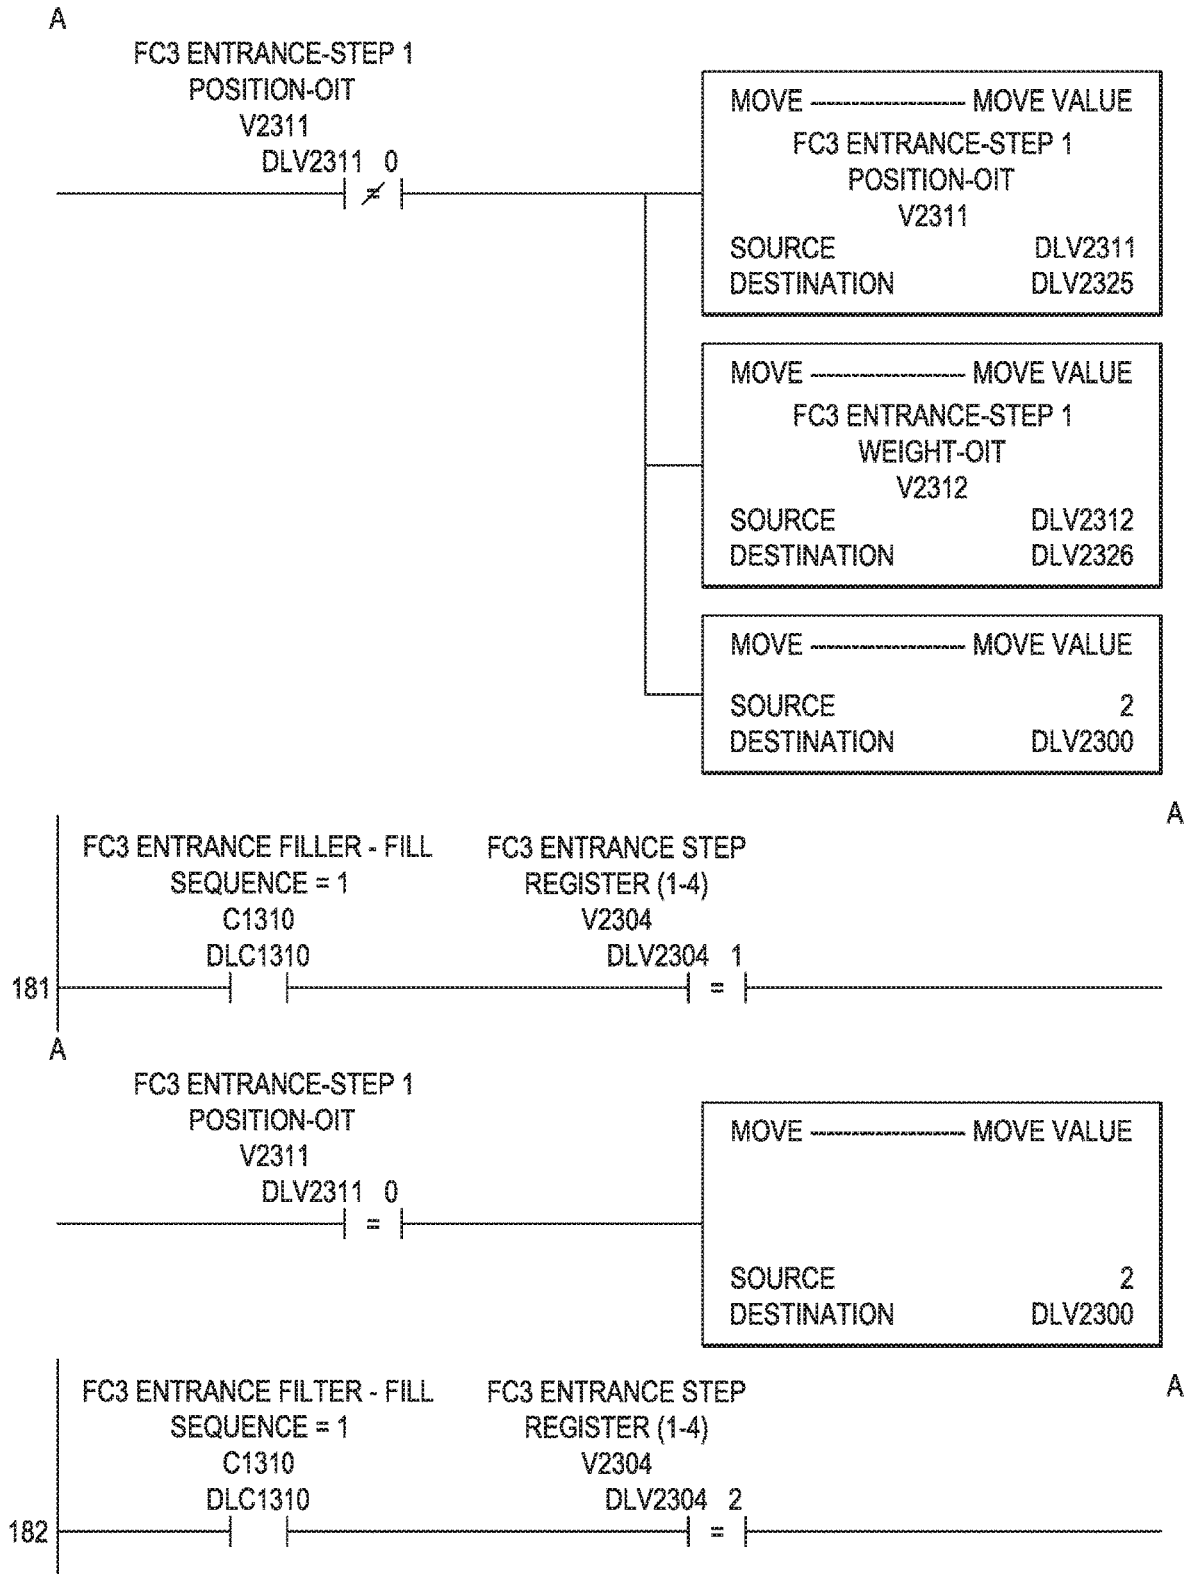 A
FC3 ENTRANCE-STEP 1
POSITION-OIT
V2311
DLV2311 0
≠
MOVE ---------------- MOVE VALUE
FC3 ENTRANCE-STEP 1
POSITION-OIT
V2311
SOURCE DLV2311
DESTINATION DLV2325
MOVE ---------------- MOVE VALUE
FC3 ENTRANCE-STEP 1
WEIGHT-OIT
V2312
SOURCE DLV2312
DESTINATION DLV2326
MOVE ---------------- MOVE VALUE
SOURCE 2
DESTINATION DLV2300
A
FC3 ENTRANCE FILLER - FILL
SEQUENCE = 1
C1310
DLC1310
FC3 ENTRANCE STEP
REGISTER (1-4)
V2304
DLV2304 1
181
=
A
FC3 ENTRANCE-STEP 1
POSITION-OIT
V2311
DLV2311 0
=
MOVE ---------------- MOVE VALUE
SOURCE 2
DESTINATION DLV2300
A
FC3 ENTRANCE FILTER - FILL
SEQUENCE = 1
C1310
DLC1310
FC3 ENTRANCE STEP
REGISTER (1-4)
V2304
DLV2304 2
182
=